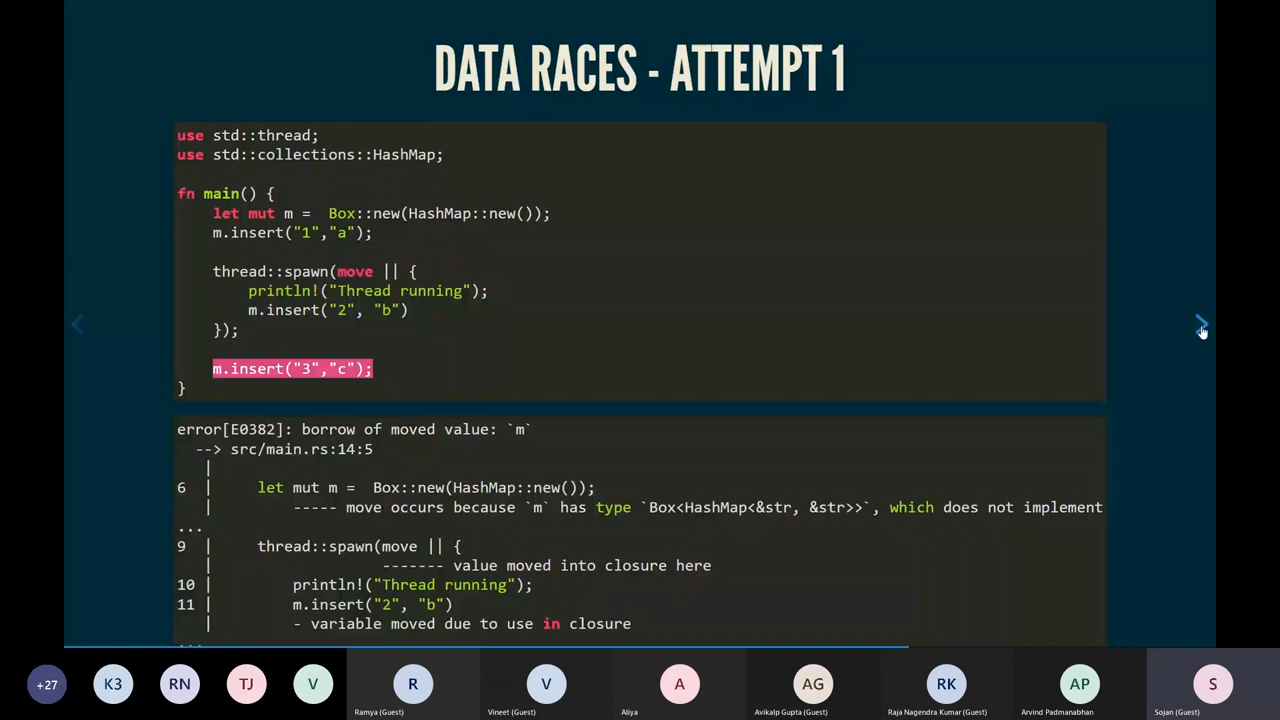 DATA RACES - ATTEMPT 1
use std::thread;
use std::collections::HashMap;
fn main() {
    let mut m =  Box::new(HashMap::new());
    m.insert("1","a");
    thread::spawn(move || {
        println!("Thread running");
        m.insert("2", "b")
    });
    m.insert("3","c");
}
error[E0382]: borrow of moved value: `m`
  --> src/main.rs:14:5
   |
6  |     let mut m =  Box::new(HashMap::new());
   |         ----- move occurs because `m` has type `Box<HashMap<&str, &str>>`, which does not implement
...
9  |     thread::spawn(move || {
   |                   ------- value moved into closure here
10 |         println!("Thread running");
11 |         m.insert("2", "b")
   |         - variable moved due to use in closure
...
+27
K3
RN
TJ
V
R
V
A
AG
RK
AP
S
Ramya (Guest)
Vineet (Guest)
Aliya
Avikalp Gupta (Guest)
Raja Nagendra Kumar (Guest)
Arvind Padmanabhan
Sojan (Guest)